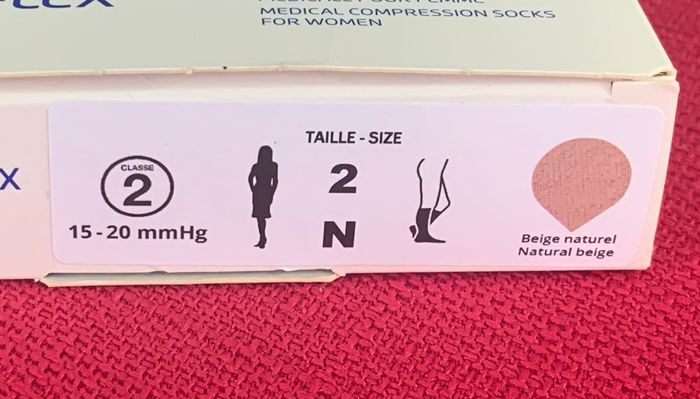 MEDICAL COMPRESSION SOCKS
FOR WOMEN
X
CLASSE
2
15-20 mmHg
TAILLE - SIZE
2
N
Beige naturel
Natural beige